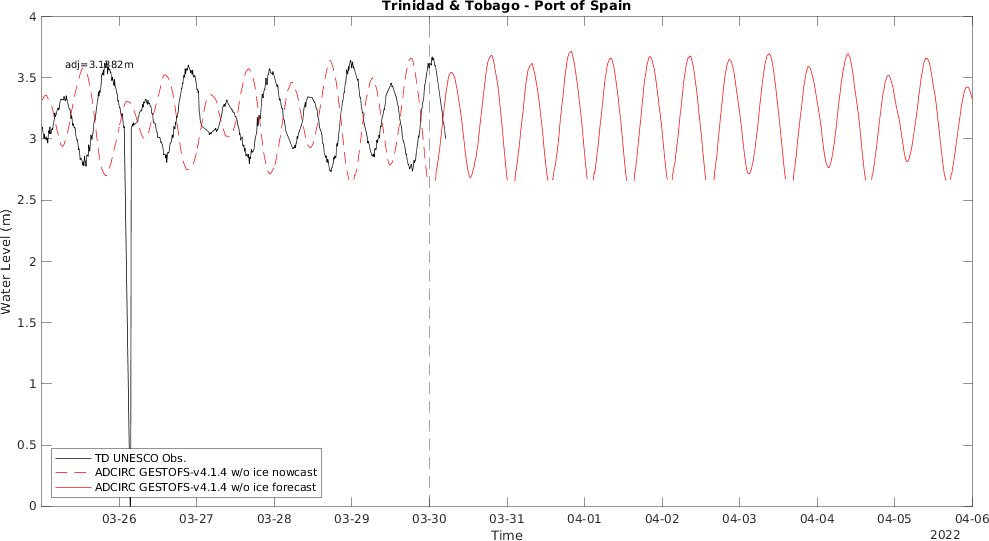 Trinidad & Tobago - Port of Spain
adj=3.1382m
4
3.5
3
2.5
2
1.5
1
0.5
0
Water Level (m)
TD UNESCO Obs.
ADCIRC GESTOFS-v4.1.4 w/o ice nowcast
ADCIRC GESTOFS-v4.1.4 w/o ice forecast
03-26 03-27 03-28 03-29 03-30 03-31 04-01 04-02 04-03 04-04 04-05 04-06
Time
2022